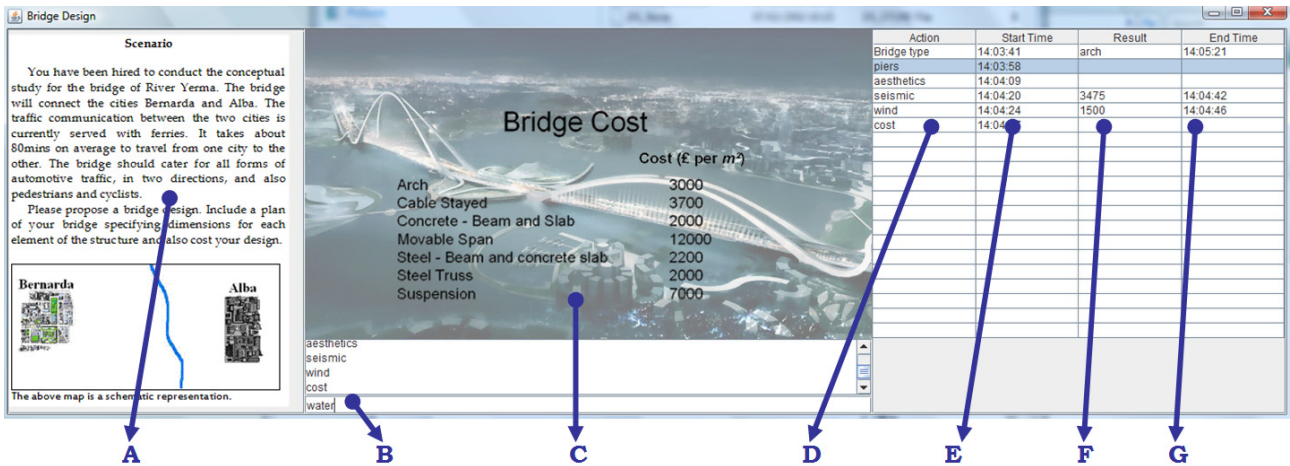 Bridge Design
Scenario
You have been hired to conduct the conceptual
study for the bridge of River Yerma. The bridge
will connect the cities Bernarda and Alba. The
traffic communication between the two cities is
currently served with ferries. It takes about
80mins on average to travel from one city to the
other. The bridge should cater for all forms of
automotive traffic, in two directions, and also
pedestrians and cyclists.
Please propose a bridge design. Include a plan
of your bridge specifying dimensions for each
element of the structure and also cost your design.
Bernarda
Alba
The above map is a schematic representation.
Bridge Cost
Cost (£ per m²)
Arch 3000
Cable Stayed 3700
Concrete - Beam and Slab 2000
Movable Span 12000
Steel - Beam and concrete slab 2200
Steel Truss 2000
Suspension 7000
aesthetics
seismic
wind
cost
water
Action Start Time Result End Time
Bridge type 14:03:41 arch 14:05:21
piers 14:03:58
aesthetics 14:04:09
seismic 14:04:20 3475 14:04:42
wind 14:04:24 1500 14:04:46
cost
A B C D E F G